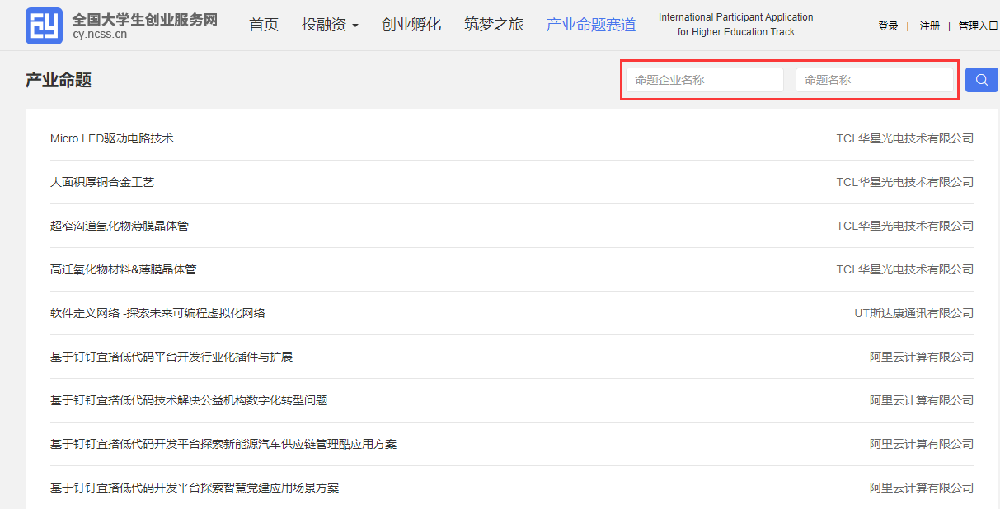 全国大学生创业服务网
cy.ncss.cn
首页 投融资 创业孵化 筑梦之旅 产业命题赛道
International Participant Application
for Higher Education Track
登录 | 注册 | 管理入口
产业命题
命题企业名称 命题名称
Micro LED驱动电路技术 TCL华星光电技术有限公司
大面积厚铜合金工艺 TCL华星光电技术有限公司
超窄沟道氧化物薄膜晶体管 TCL华星光电技术有限公司
高迁氧化物材料&薄膜晶体管 TCL华星光电技术有限公司
软件定义网络 -探索未来可编程虚拟化网络 UT斯达康通讯有限公司
基于钉钉宜搭低代码平台开发行业化插件与扩展 阿里云计算有限公司
基于钉钉宜搭低代码技术解决公益机构数字化转型问题 阿里云计算有限公司
基于钉钉宜搭低代码开发平台探索新能源汽车供应链管理酷应用方案 阿里云计算有限公司
基于钉钉宜搭低代码开发平台探索智慧党建应用场景方案 阿里云计算有限公司